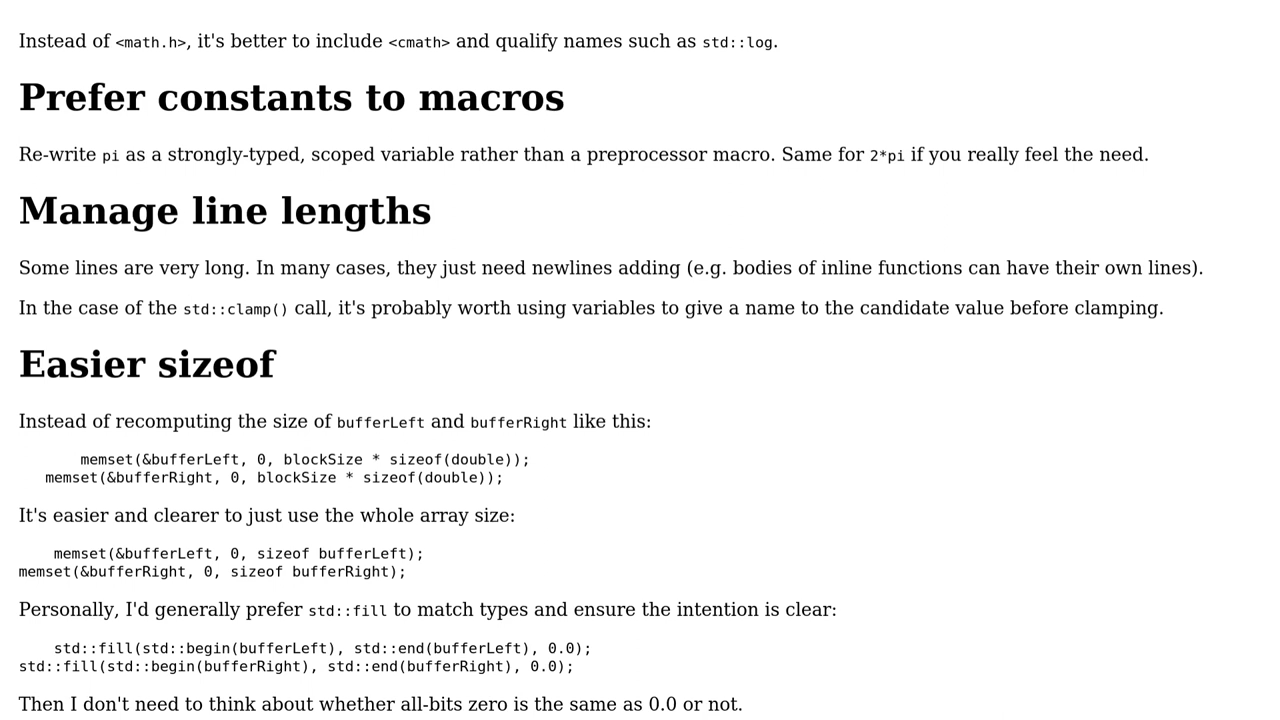 Instead of <math.h>, it's better to include <cmath> and qualify names such as std::log.
Prefer constants to macros
Re-write pi as a strongly-typed, scoped variable rather than a preprocessor macro. Same for 2*pi if you really feel the need.
Manage line lengths
Some lines are very long. In many cases, they just need newlines adding (e.g. bodies of inline functions can have their own lines).
In the case of the std::clamp() call, it's probably worth using variables to give a name to the candidate value before clamping.
Easier sizeof
Instead of recomputing the size of bufferLeft and bufferRight like this:
       memset(&bufferLeft, 0, blockSize * sizeof(double));
   memset(&bufferRight, 0, blockSize * sizeof(double));
It's easier and clearer to just use the whole array size:
    memset(&bufferLeft, 0, sizeof bufferLeft);
memset(&bufferRight, 0, sizeof bufferRight);
Personally, I'd generally prefer std::fill to match types and ensure the intention is clear:
    std::fill(std::begin(bufferLeft), std::end(bufferLeft), 0.0);
std::fill(std::begin(bufferRight), std::end(bufferRight), 0.0);
Then I don't need to think about whether all-bits zero is the same as 0.0 or not.